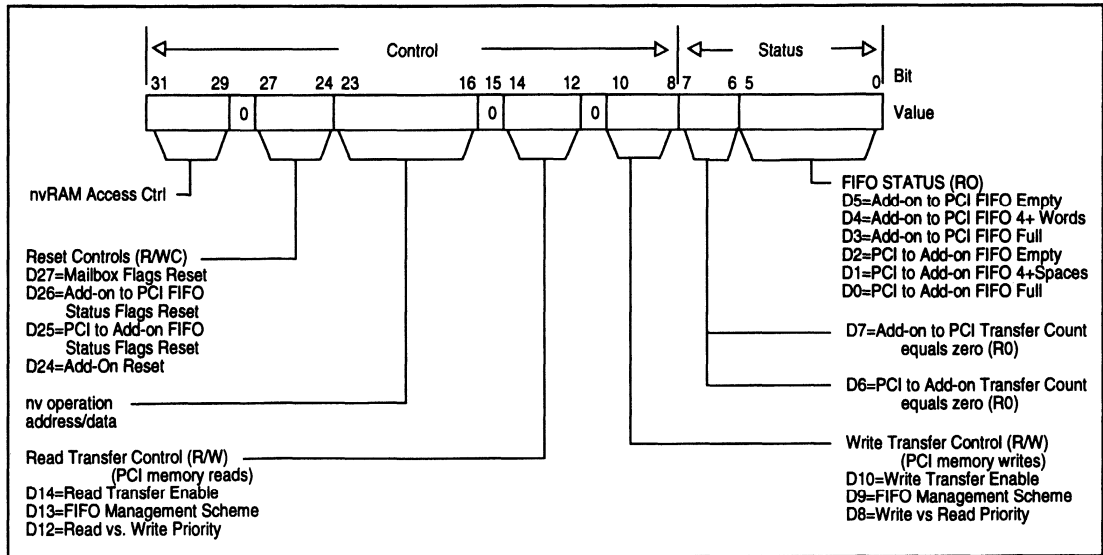 Control Status
31 29 27 24 23 16 15 14 12 10 8 7 6 5 0 Bit
0 0 0 Value
nvRAM Access Ctrl
Reset Controls (R/WC)
D27=Mailbox Flags Reset
D26=Add-on to PCI FIFO
Status Flags Reset
D25=PCI to Add-on FIFO
Status Flags Reset
D24=Add-On Reset
nv operation
address/data
Read Transfer Control (R/W)
(PCI memory reads)
D14=Read Transfer Enable
D13=FIFO Management Scheme
D12=Read vs. Write Priority
FIFO STATUS (RO)
D5=Add-on to PCI FIFO Empty
D4=Add-on to PCI FIFO 4+ Words
D3=Add-on to PCI FIFO Full
D2=PCI to Add-on FIFO Empty
D1=PCI to Add-on FIFO 4+Spaces
D0=PCI to Add-on FIFO Full
D7=Add-on to PCI Transfer Count
equals zero (R0)
D6=PCI to Add-on Transfer Count
equals zero (R0)
Write Transfer Control (R/W)
(PCI memory writes)
D10=Write Transfer Enable
D9=FIFO Management Scheme
D8=Write vs Read Priority